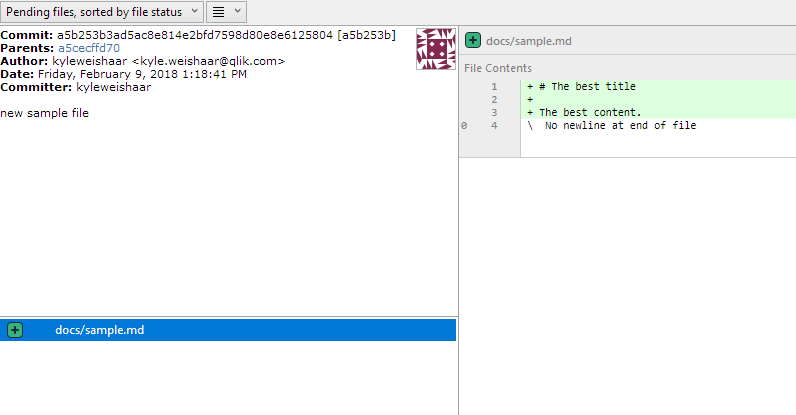 Pending files, sorted by file status
Commit: a5b253b3ad5ac8e814e2bfd7598d80e8e6125804 [a5b253b]
Parents: a5cecffd70
Author: kyleweishaar <kyle.weishaar@qlik.com>
Date: Friday, February 9, 2018 1:18:41 PM
Committer: kyleweishaar
new sample file
docs/sample.md
docs/sample.md
File Contents
1 + # The best title
2 +
3 + The best content.
0 4 \ No newline at end of file